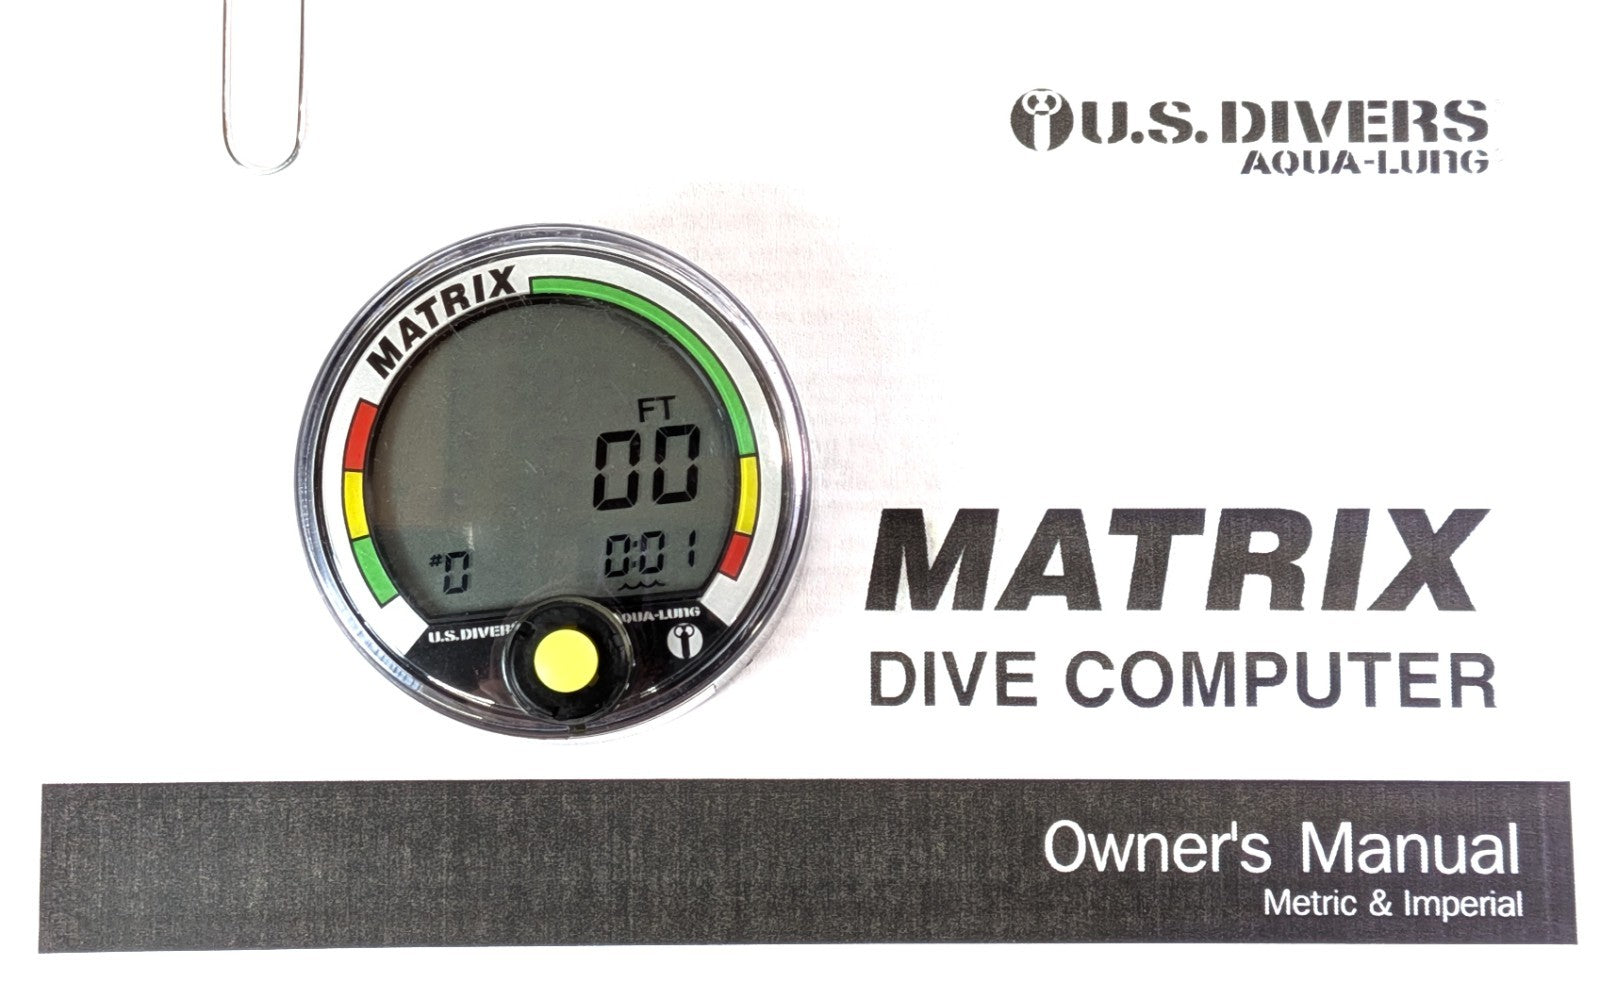 U.S. DIVERS
AQUA-LUNG
MATRIX
FT
00
#0
0:01
U.S. DIVERS
AQUA-LUNG
MATRIX
DIVE COMPUTER
Owner's Manual
Metric & Imperial